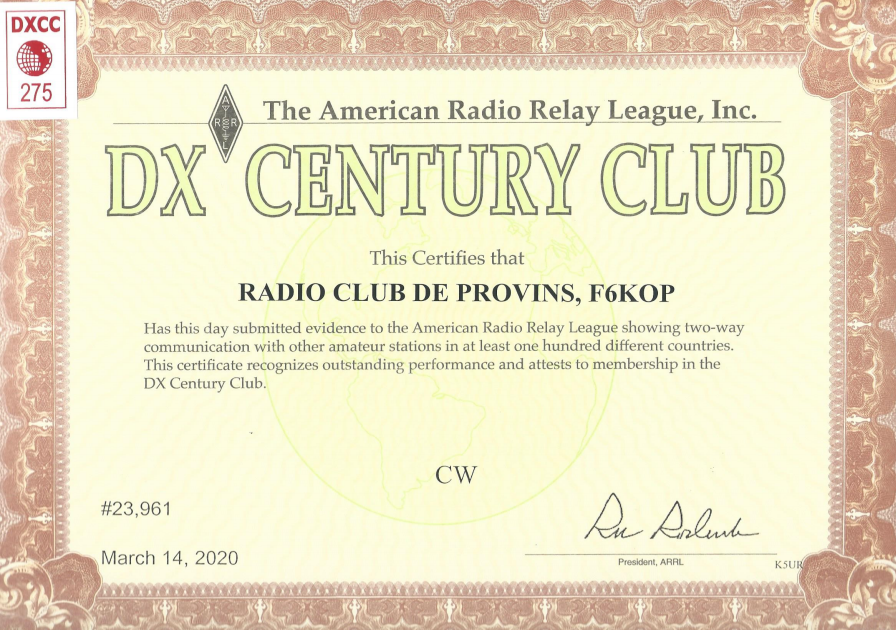 DXCC
275
ARRL
The American Radio Relay League, Inc.
DX CENTURY CLUB
This Certifies that
RADIO CLUB DE PROVINS, F6KOP
Has this day submitted evidence to the American Radio Relay League showing two-way
communication with other amateur stations in at least one hundred different countries.
This certificate recognizes outstanding performance and attests to membership in the
DX Century Club.
CW
#23,961
March 14, 2020
President, ARRL
K5UR